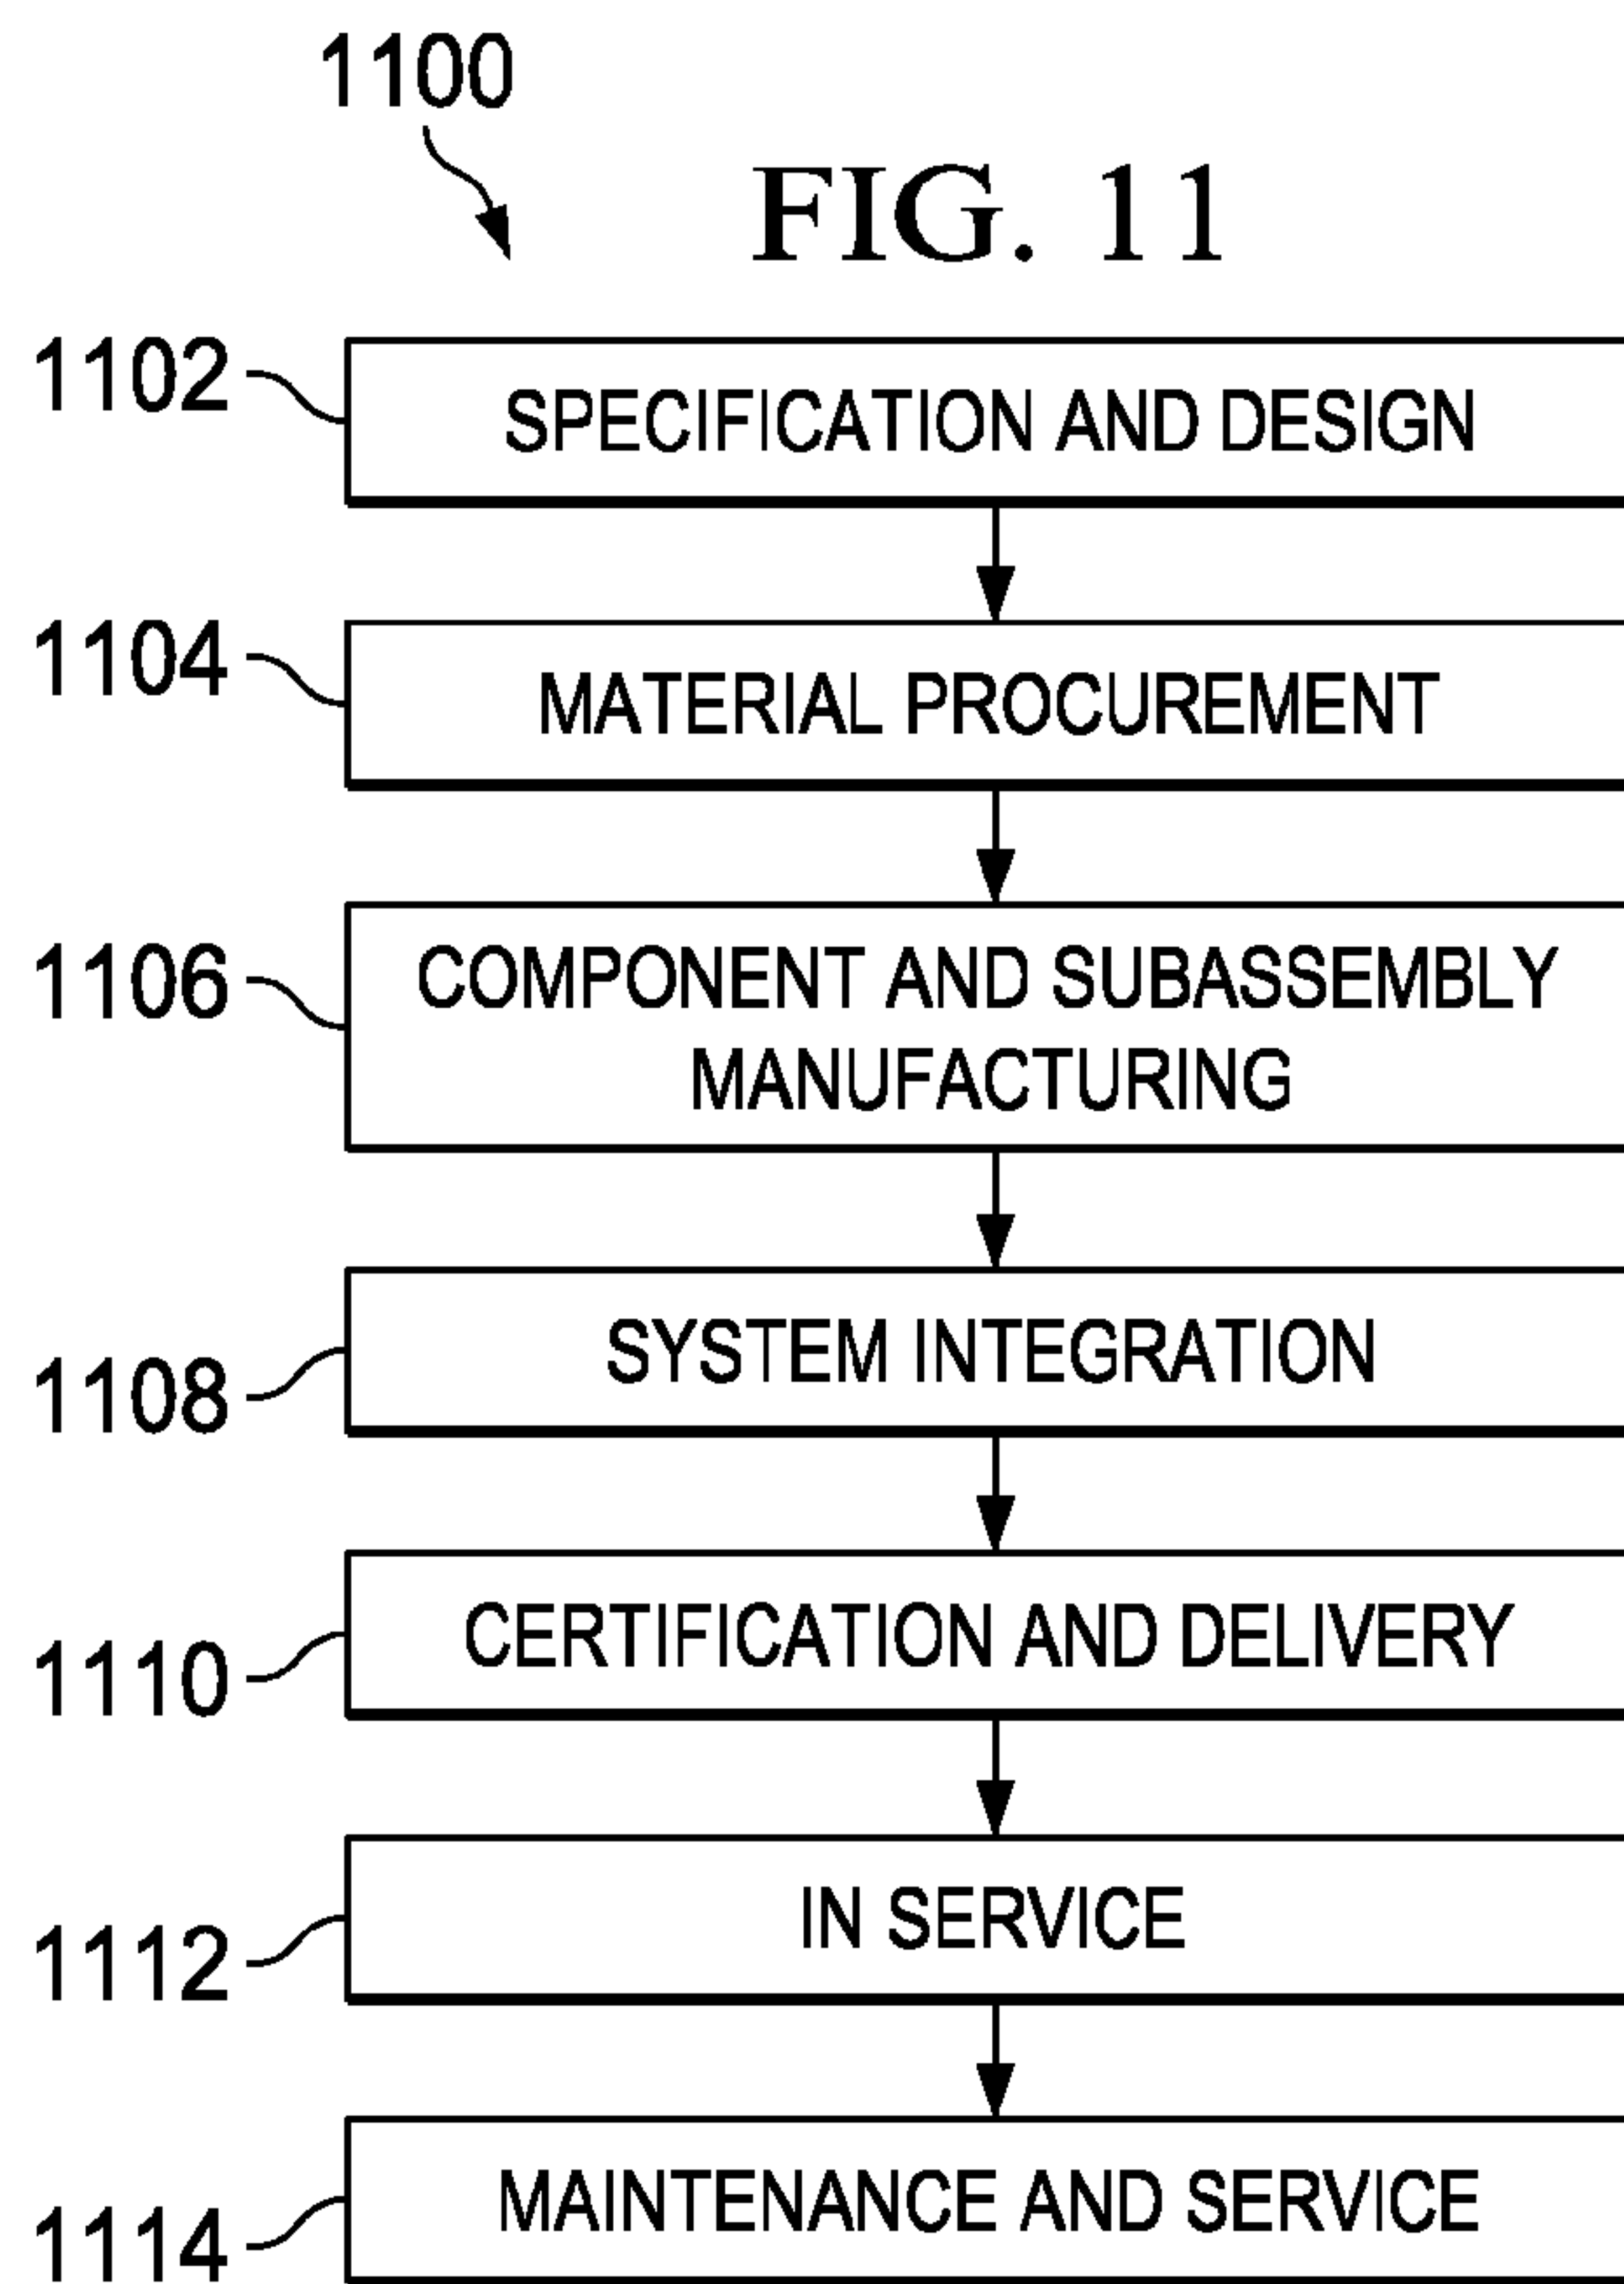 1100
FIG. 11
1102
SPECIFICATION AND DESIGN
1104
MATERIAL PROCUREMENT
1106
COMPONENT AND SUBASSEMBLY
MANUFACTURING
1108
SYSTEM INTEGRATION
1110
CERTIFICATION AND DELIVERY
1112
IN SERVICE
1114
MAINTENANCE AND SERVICE